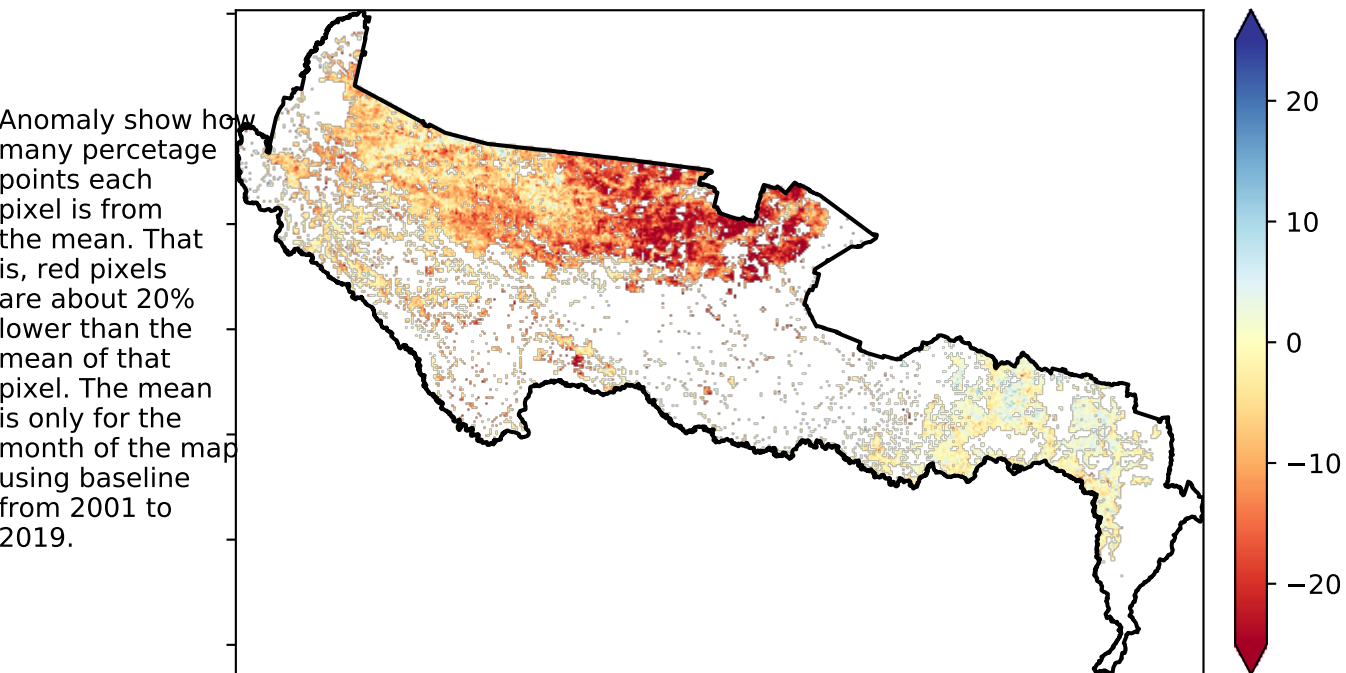 Anomaly show how
many percetage
points each
pixel is from
the mean. That
is, red pixels
are about 20%
lower than the
mean of that
pixel. The mean
is only for the
month of the map
using baseline
from 2001 to
2019.
20
10
0
−10
−20